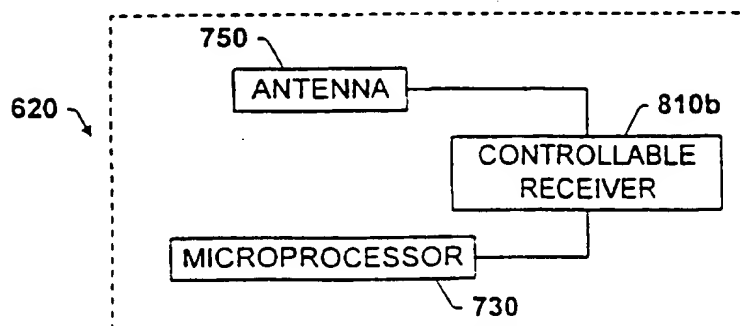 750
ANTENNA
620
810b
CONTROLLABLE
RECEIVER
MICROPROCESSOR
730